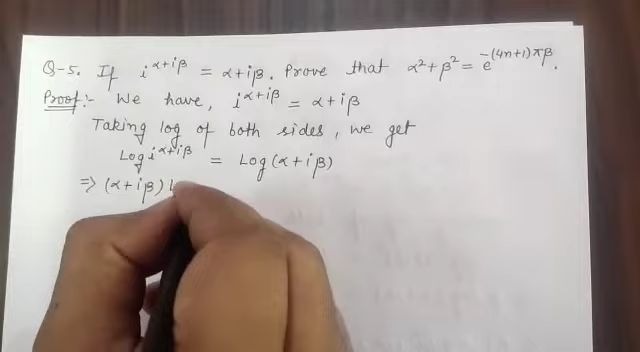 Q-5. If i^α+iβ = α+iβ. Prove that α²+β² = e^-(4n+1)πβ.
Proof:- We have, i^α+iβ = α+iβ
Taking log of both sides, we get
Log i^α+iβ = Log(α+iβ)
⇒ (α+iβ) L